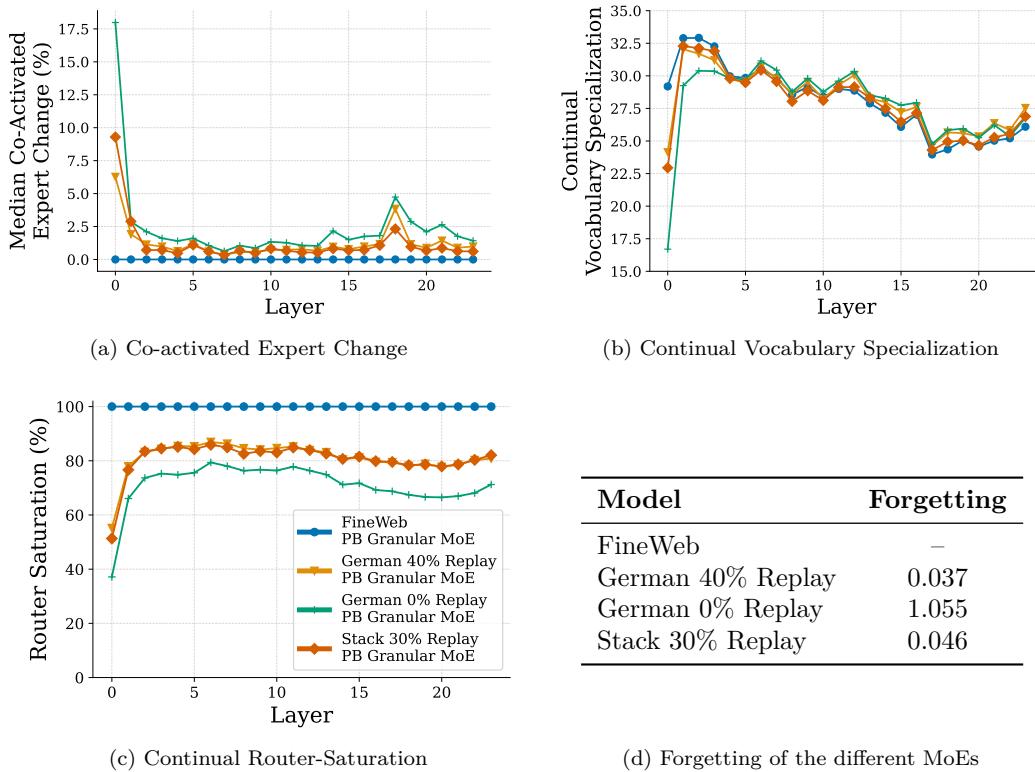 Median Co-Activated
Expert Change (%)
17.5
15.0
12.5
10.0
7.5
5.0
2.5
0.0
0
5
10
15
20
Layer
(a) Co-activated Expert Change
Continual
Vocabulary Specialization
35.0
32.5
30.0
27.5
25.0
22.5
20.0
17.5
15.0
0
5
10
15
20
Layer
(b) Continual Vocabulary Specialization
Router Saturation (%)
100
80
60
40
20
0
0
5
10
15
20
Layer
FineWeb
PB Granular MoE
German 40% Replay
PB Granular MoE
German 0% Replay
PB Granular MoE
Stack 30% Replay
PB Granular MoE
(c) Continual Router-Saturation
Model Forgetting
FineWeb –
German 40% Replay 0.037
German 0% Replay 1.055
Stack 30% Replay 0.046
(d) Forgetting of the different MoEs